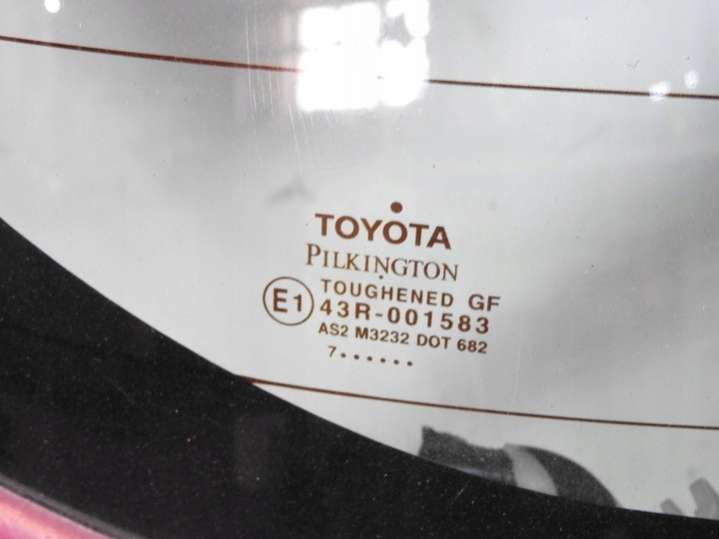 TOYOTA
PILKINGTON
TOUGHENED GF
E1 43R-001583
AS2 M3232 DOT 682
7......